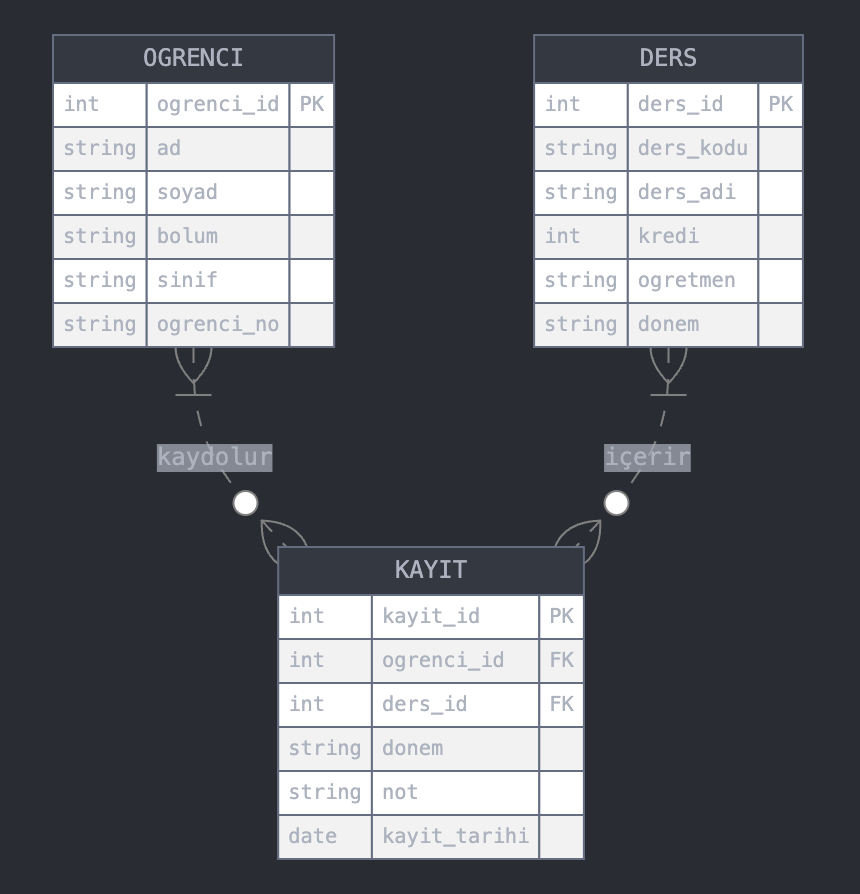 OGRENCI
int ogrenci_id PK
string ad
string soyad
string bolum
string sinif
string ogrenci_no
DERS
int ders_id PK
string ders_kodu
string ders_adi
int kredi
string ogretmen
string donem
kaydolur
içerir
KAYIT
int kayit_id PK
int ogrenci_id FK
int ders_id FK
string donem
string not
date kayit_tarihi